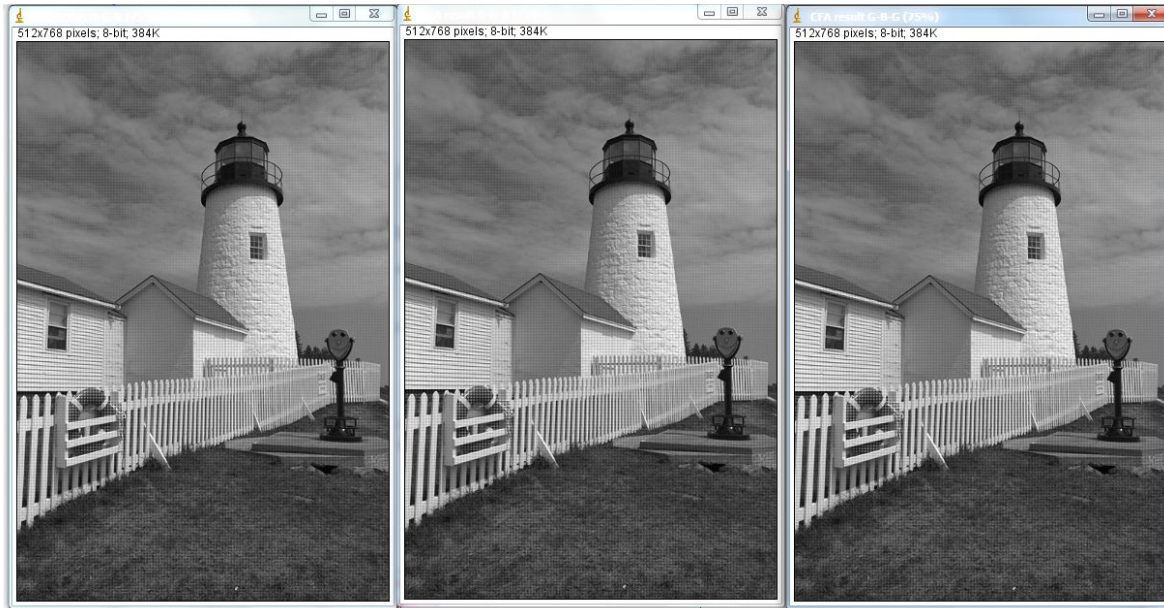 512x768 pixels; 8-bit; 384K
512x768 pixels; 8-bit; 384K
CFA result G-B-G (75%)
512x768 pixels; 8-bit; 384K